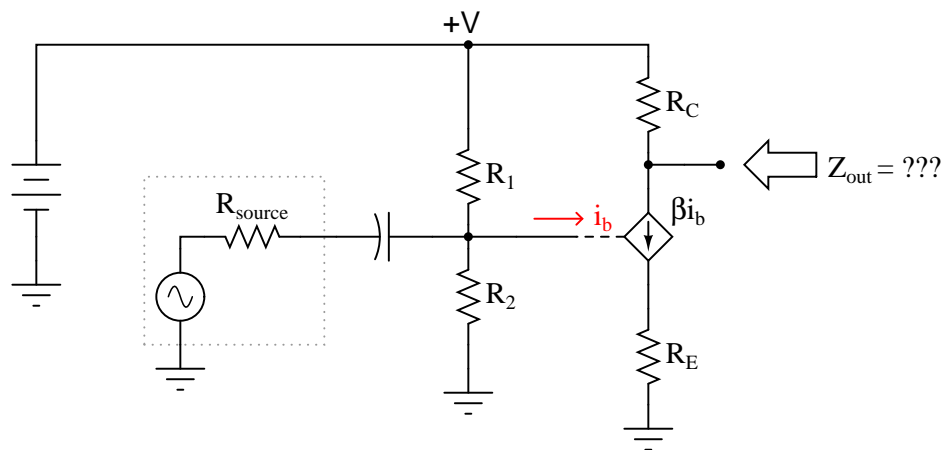 +V
R_C
Z_out = ???
R_1
R_source
i_b
βi_b
R_2
R_E